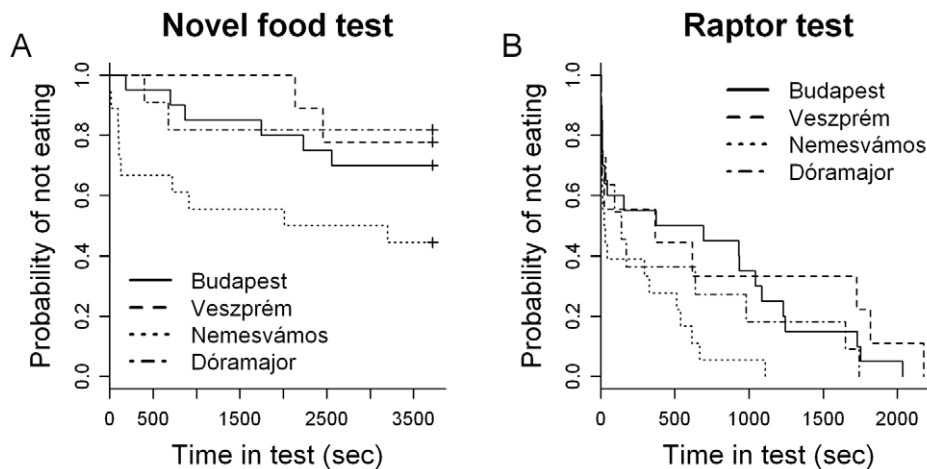 Novel food test
A
Probability of not eating
1.0
0.8
0.6
0.4
0.2
0.0
Budapest
Veszprém
Nemesvámos
Dóramajor
0
500
1500
2500
3500
Time in test (sec)
Raptor test
B
Probability of not eating
1.0
0.8
0.6
0.4
0.2
0.0
Budapest
Veszprém
Nemesvámos
Dóramajor
0
500
1000
1500
2000
Time in test (sec)